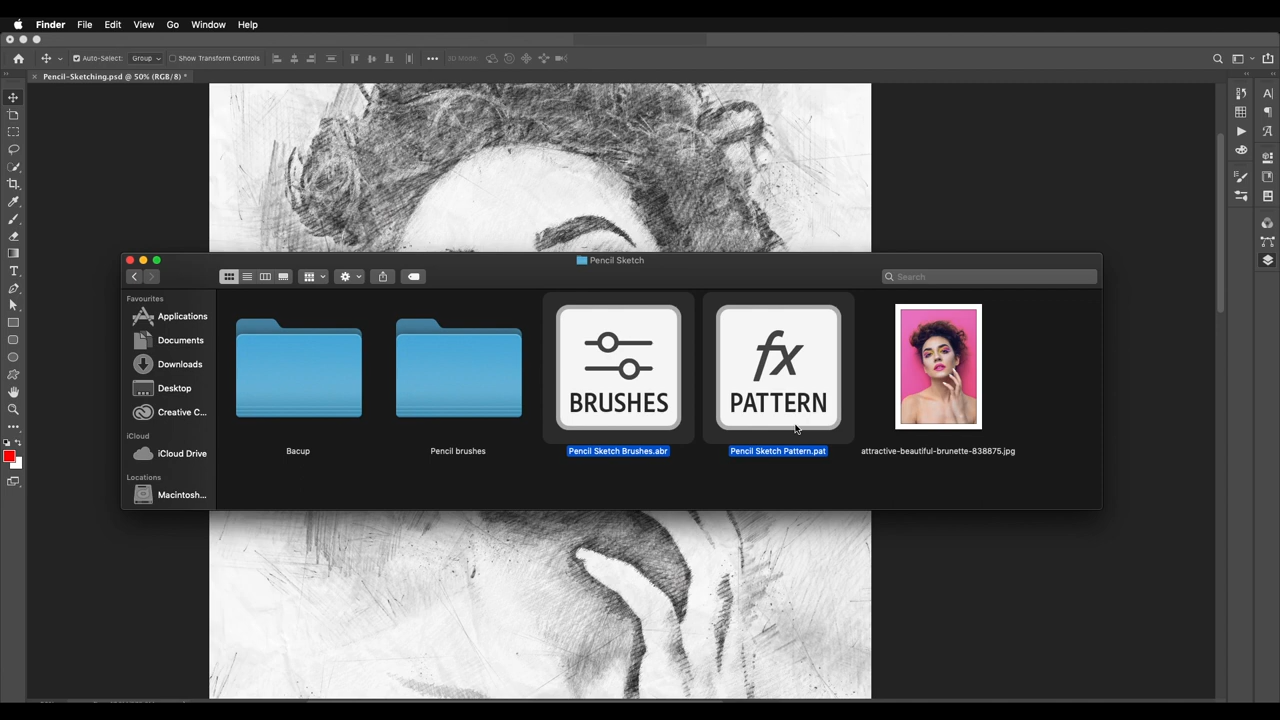 Finder File Edit View Go Window Help
Auto-Select: Group Show Transform Controls 3D Mode:
Pencil-Sketching.psd @ 50% (RGB/8) *
Pencil Sketch
Search
Favourites
Applications
Documents
Downloads
Desktop
Creative C...
iCloud
iCloud Drive
Locations
Macintosh...
BRUSHES
fx
PATTERN
Bacup
Pencil brushes
Pencil Sketch Brushes.abr
Pencil Sketch Pattern.pat
attractive-beautiful-brunette-838875.jpg